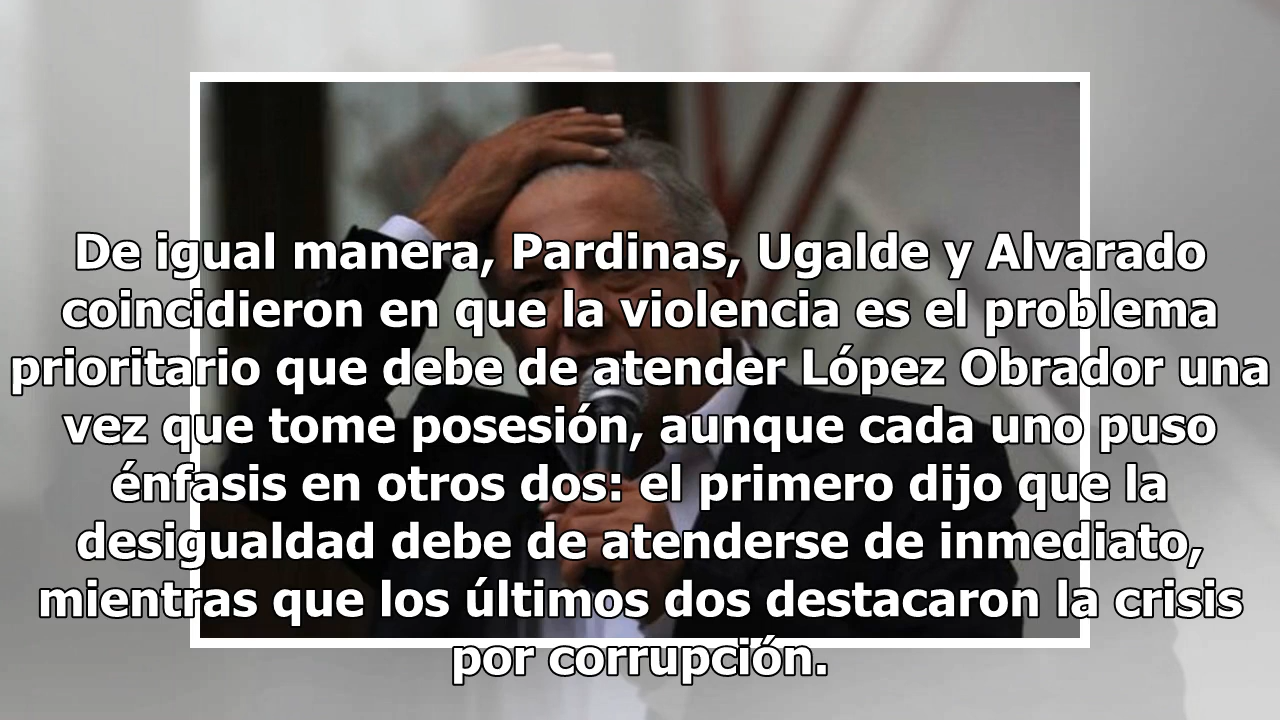 De igual manera, Pardinas, Ugalde y Alvarado
coincidieron en que la violencia es el problema
prioritario que debe de atender López Obrador una
vez que tome posesión, aunque cada uno puso
énfasis en otros dos: el primero dijo que la
desigualdad debe de atenderse de inmediato,
mientras que los últimos dos destacaron la crisis
por corrupción.